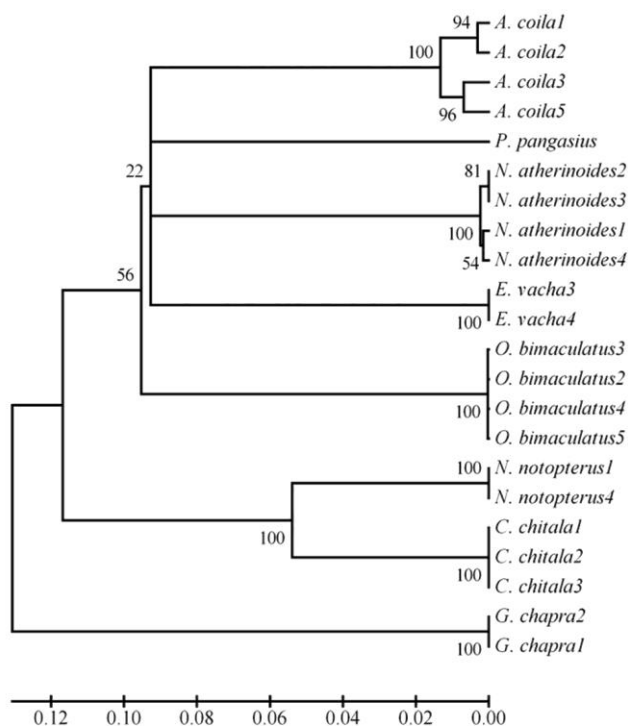 94
A. coila1
A. coila2
100
A. coila3
96
A. coila5
P. pangasius
22
81
N. atherinoides2
N. atherinoides3
100
N. atherinoides1
54
N. atherinoides4
56
E. vacha3
100
E. vacha4
O. bimaculatus3
O. bimaculatus2
100
O. bimaculatus4
O. bimaculatus5
100
N. notopterus1
N. notopterus4
100
C. chitala1
C. chitala2
100
C. chitala3
G. chapra2
100
G. chapra1
0.12 0.10 0.08 0.06 0.04 0.02 0.00